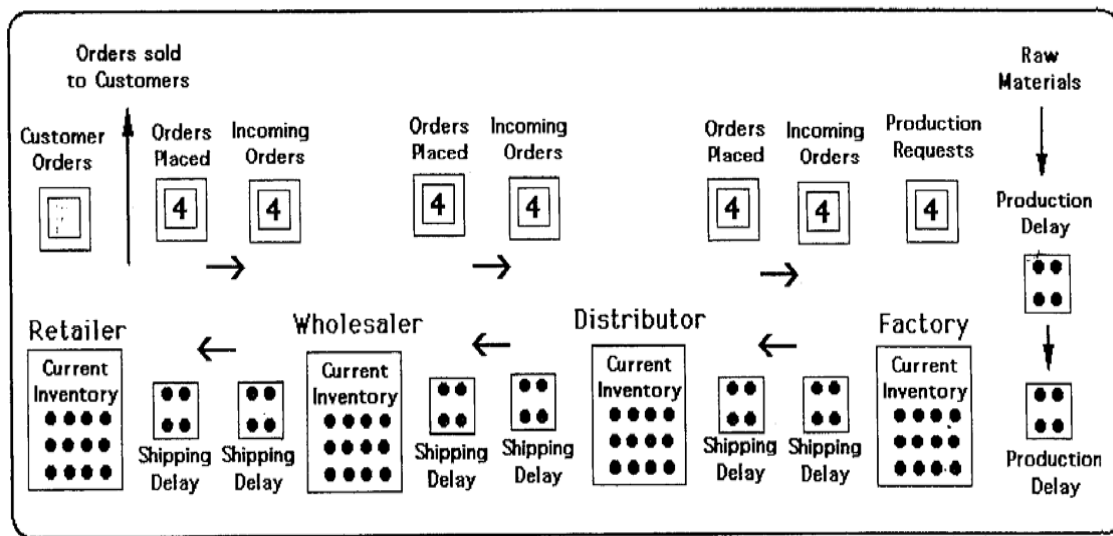 Orders sold
to Customers
Raw
Materials
Customer
Orders
Orders
Placed
Incoming
Orders
Orders
Placed
Incoming
Orders
Orders
Placed
Incoming
Orders
Production
Requests
4
4
4
4
4
4
4
Production
Delay
Retailer
Wholesaler
Distributor
Factory
Current
Inventory
Current
Inventory
Current
Inventory
Current
Inventory
Shipping
Delay
Shipping
Delay
Shipping
Delay
Shipping
Delay
Shipping
Delay
Shipping
Delay
Production
Delay